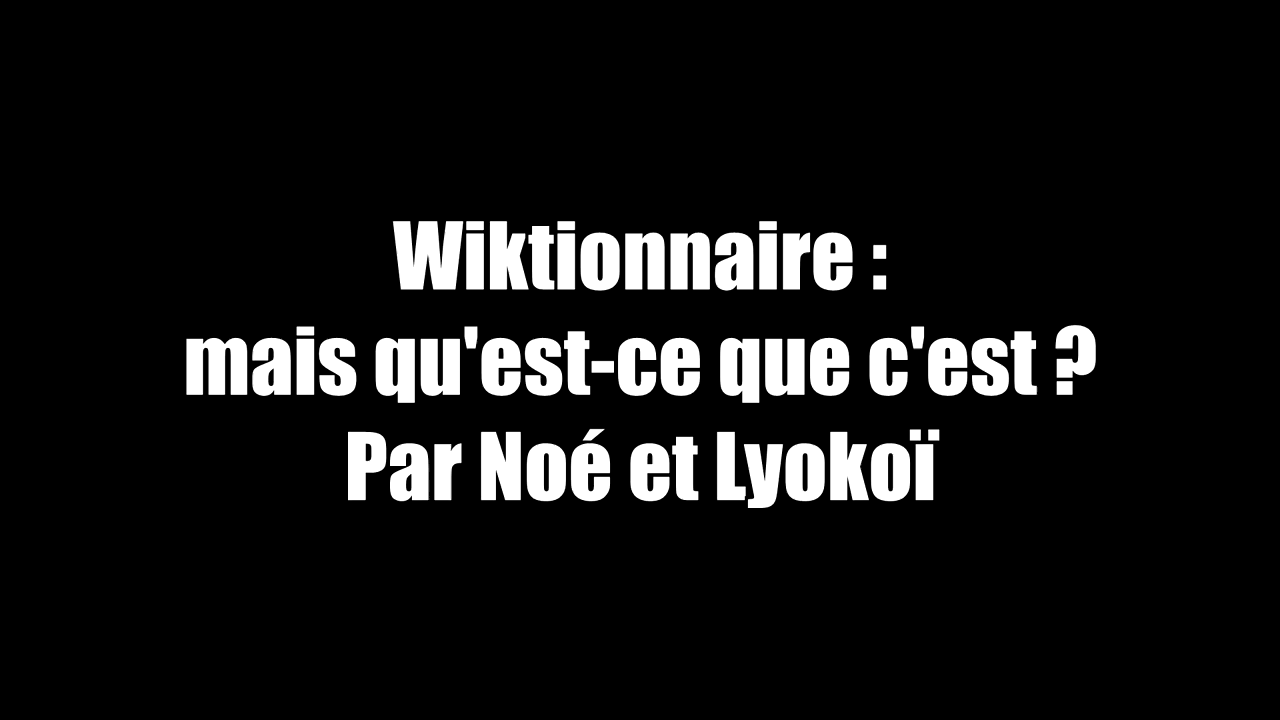 Wiktionnaire :
mais qu'est-ce que c'est ?
Par Noé et Lyokoï